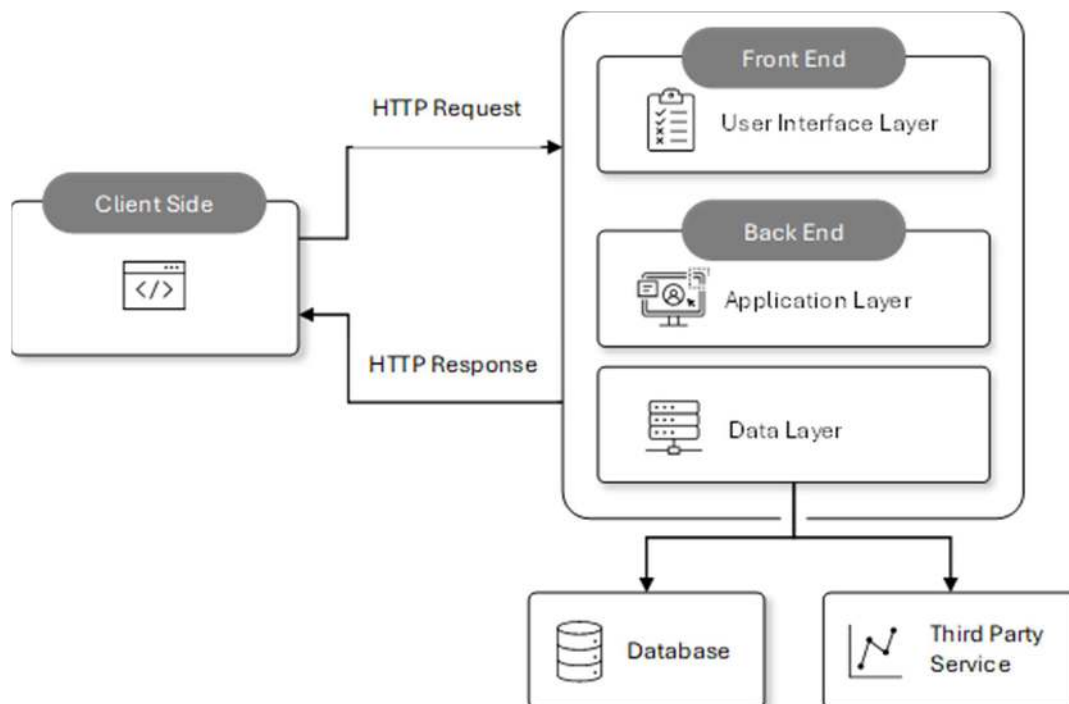 Front End
User Interface Layer
HTTP Request
Client Side
Back End
</>
Application Layer
HTTP Response
Data Layer
Database
Third Party
Service